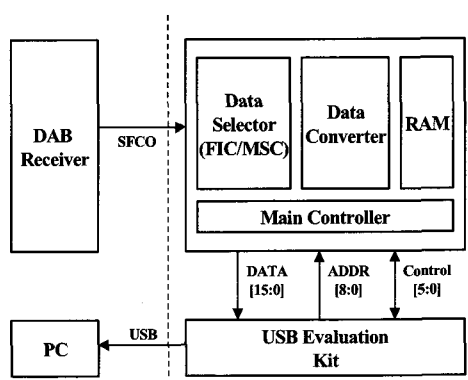 DAB
Receiver
SFCO
Data
Selector
(FIC/MSC)
Data
Converter
RAM
Main Controller
DATA
[15:0]
ADDR
[8:0]
Control
[5:0]
PC
USB
USB Evaluation
Kit